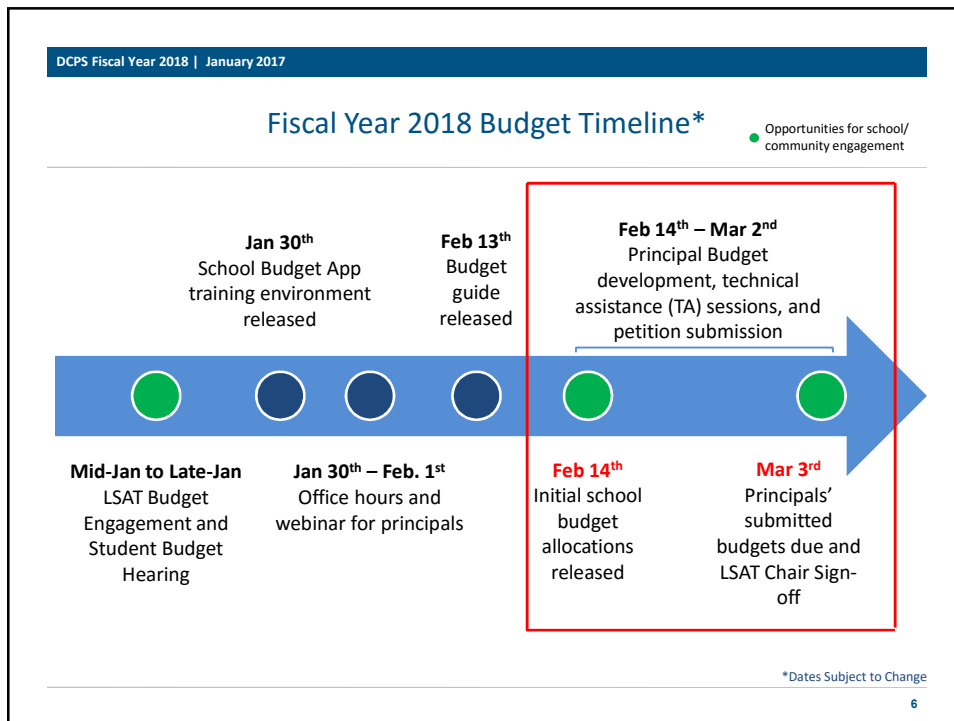 DCPS Fiscal Year 2018 | January 2017
Fiscal Year 2018 Budget Timeline*
Opportunities for school/
community engagement
Jan 30th
School Budget App
training environment
released
Feb 13th
Budget
guide
released
Feb 14th – Mar 2nd
Principal Budget
development, technical
assistance (TA) sessions, and
petition submission
Mid-Jan to Late-Jan
LSAT Budget
Engagement and
Student Budget
Hearing
Jan 30th – Feb. 1st
Office hours and
webinar for principals
Feb 14th
Initial school
budget
allocations
released
Mar 3rd
Principals’
submitted
budgets due and
LSAT Chair Sign-
off
*Dates Subject to Change
6